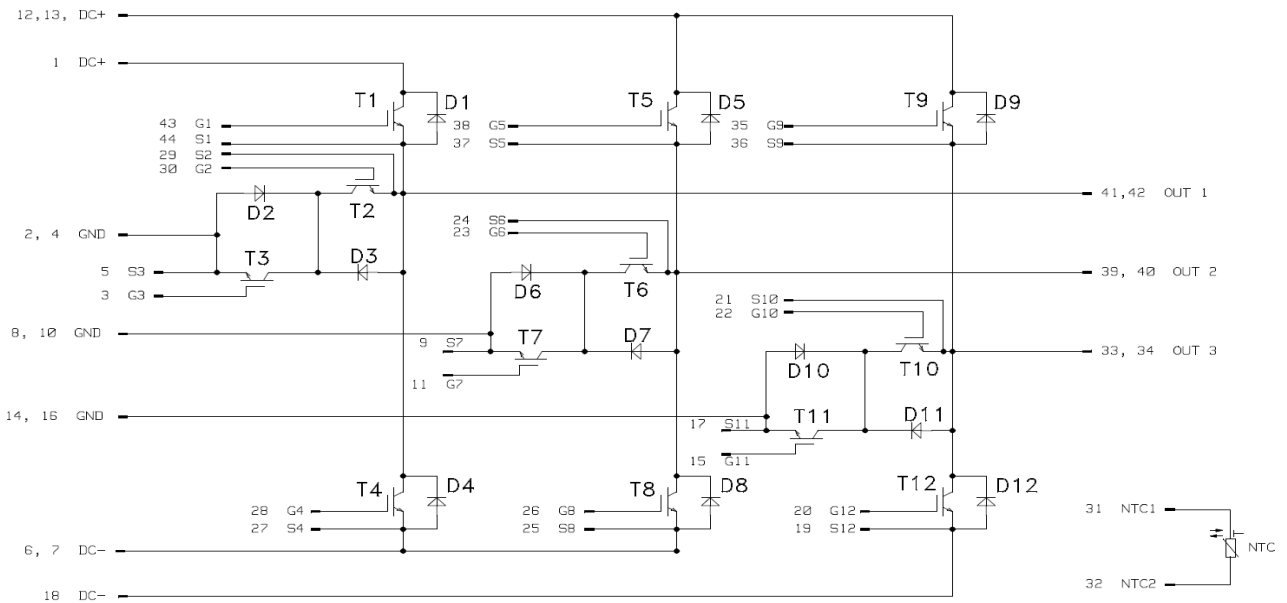 12,13, DC+
1 DC+
T1 D1 T5 D5 T9 D9
43 G1 38 G5 35 G9
44 S1 37 S5 36 S9
29 S2
30 G2
D2 T2 41,42 OUT 1
24 S6
23 G6
2, 4 GND
T3 D3
5 S3 39, 40 OUT 2
3 G3
D6 T6
21 S10
22 G10
8, 10 GND
T7 D7
9 S7 33, 34 OUT 3
11 G7
D10 T10
14, 16 GND
T11 D11
17 S11
15 G11
T4 D4 T8 D8 T12 D12
28 G4 26 G8 20 G12 31 NTC1
27 S4 25 S8 19 S12
NTC
6, 7 DC-
32 NTC2
18 DC-